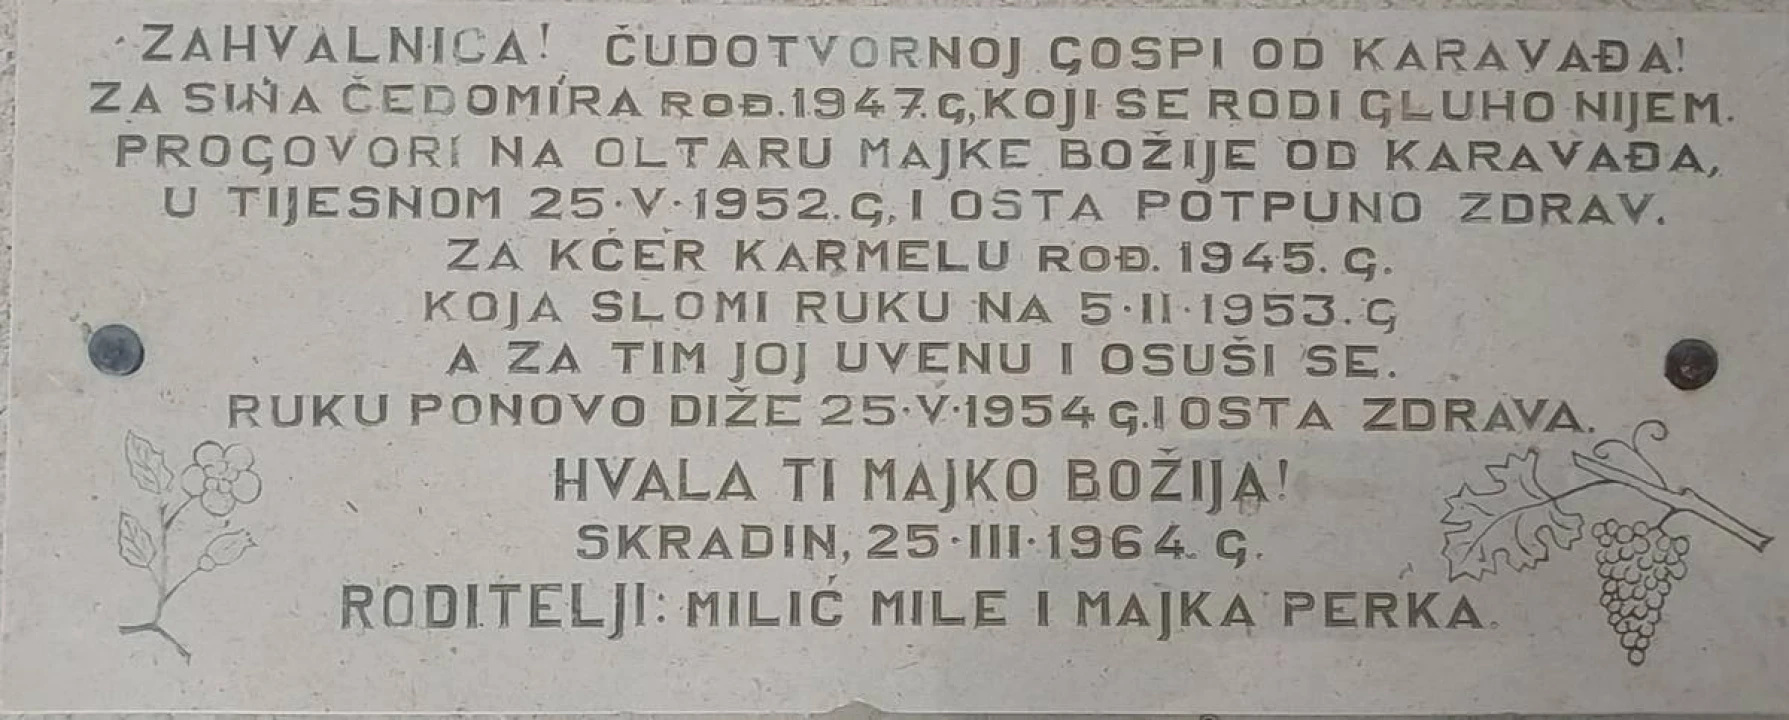 ZAHVALNICA! ČUDOTVORNOJ GOSPI OD KARAVAĐA!
ZA SINA ČEDOMIRA ROĐ.1947.G, KOJI SE RODI GLUHO NIJEM.
PROGOVORI NA OLTARU MAJKE BOŽIJE OD KARAVAĐA,
U TIJESNOM 25·V·1952.G, I OSTA POTPUNO ZDRAV.
ZA KĆER KARMELU ROĐ. 1945. G.
KOJA SLOMI RUKU NA 5·II·1953. G
A ZA TIM JOJ UVENU I OSUŠI SE.
RUKU PONOVO DIŽE 25·V·1954 G. I OSTA ZDRAVA.
HVALA TI MAJKO BOŽIJA!
SKRADIN, 25·III·1964. G.
RODITELJI: MILIĆ MILE I MAJKA PERKA.